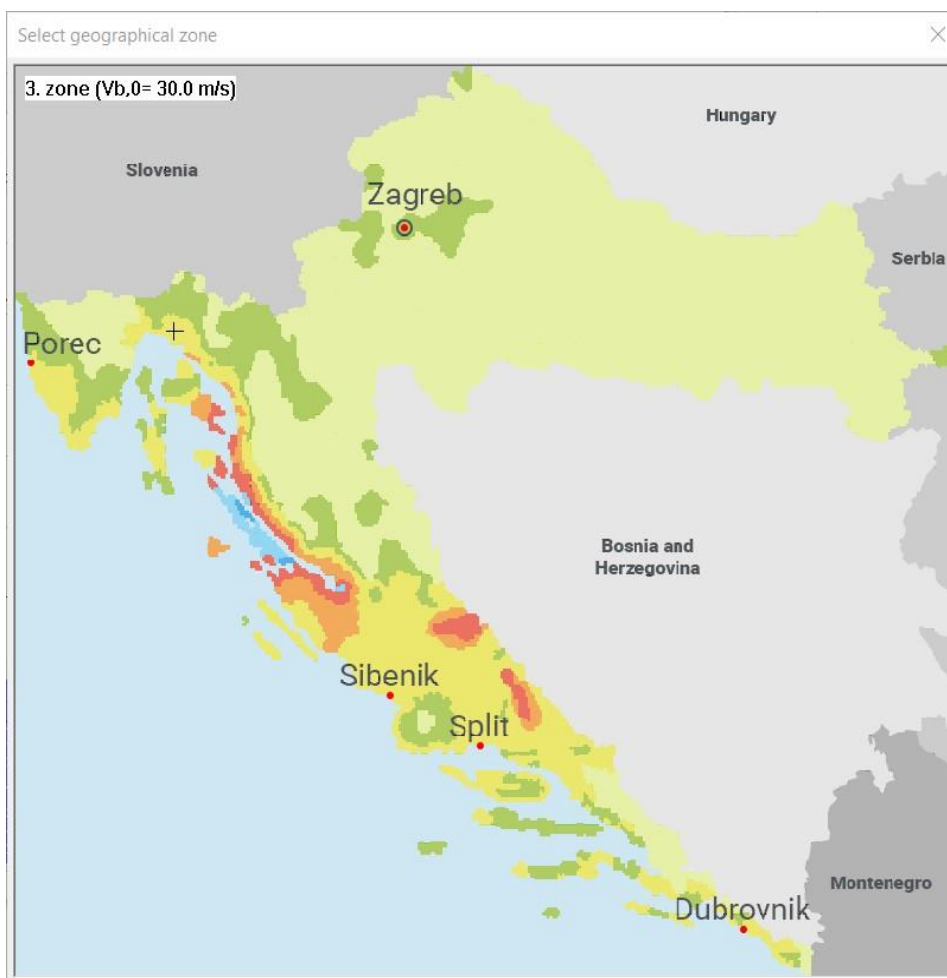 Select geographical zone
3. zone (Vb,0= 30.0 m/s)
Hungary
Slovenia
Zagreb
Serbia
Porec
Bosnia and
Herzegovina
Sibenik
Split
Montenegro
Dubrovnik